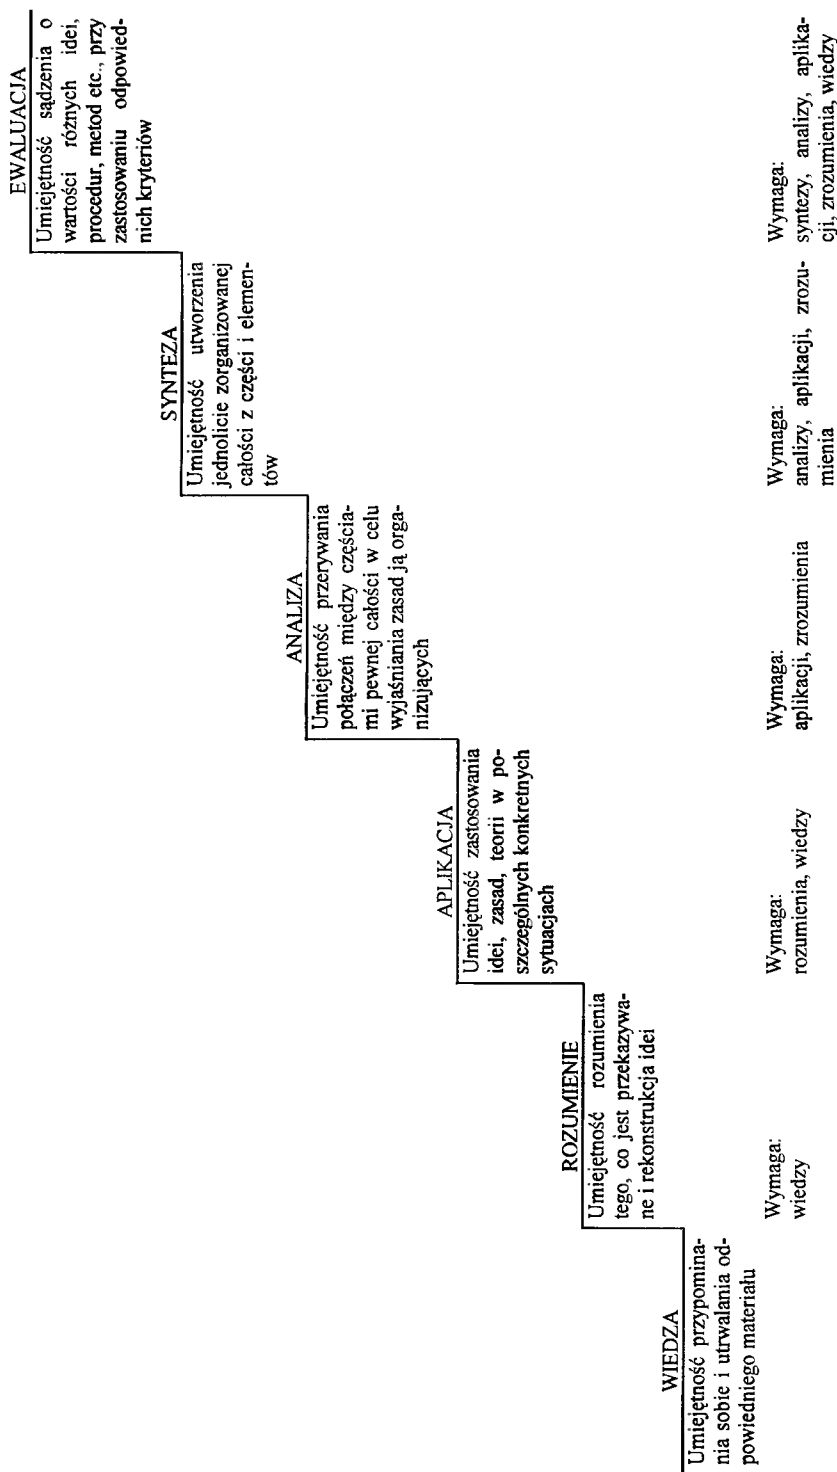 WIEDZA
Umiejętność przypomina-
nia sobie i utrwalania od-
powiedniego materiału
ROZUMIENIE
Umiejętność rozumienia
tego, co jest przekazywa-
ne i rekonstrukcja idei
Wymaga:
wiedzy
APLIKACJA
Umiejętność zastosowania
idei, zasad, teorii w po-
szczególnych konkretnych
sytuacjach
Wymaga:
rozumienia, wiedzy
ANALIZA
Umiejętność przerywania
połączeń między częścia-
mi pewnej całości w celu
wyjaśniania zasad ją orga-
nizujących
Wymaga:
aplikacji, zrozumienia
SYNTEZA
Umiejętność utworzenia
jednolicie zorganizowanej
całości z części i elemen-
tów
Wymaga:
analizy, aplikacji, zrozu-
mienia
EWALUACJA
Umiejętność sądzenia o
wartości różnych idei,
procedur, metod etc., przy
zastosowaniu odpowied-
nich kryteriów
Wymaga:
syntezy, analizy, aplika-
cji, zrozumienia, wiedzy